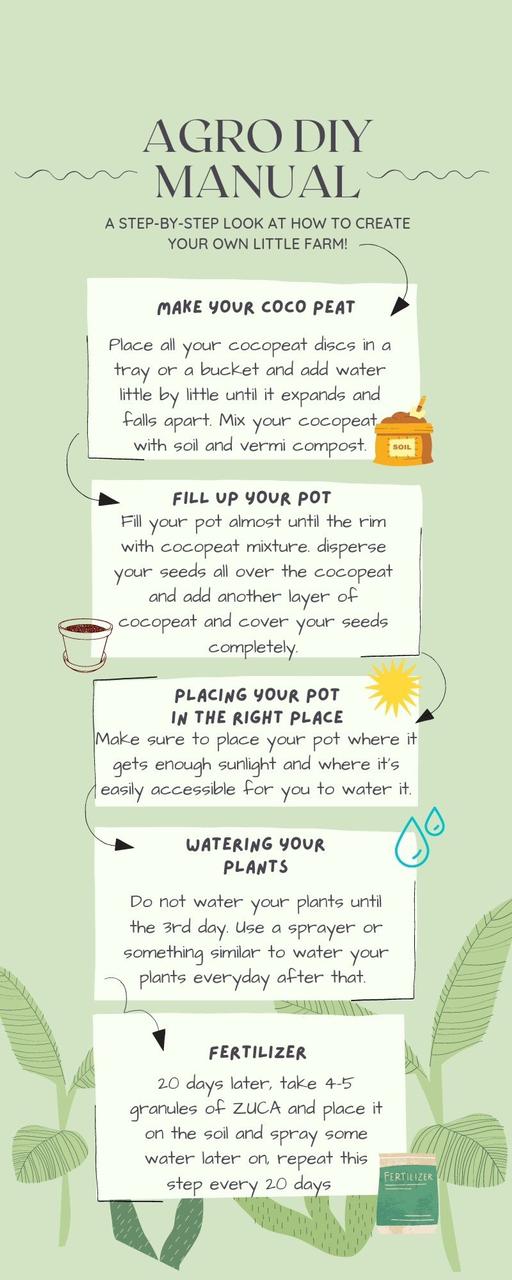 AGRO DIY
MANUAL
A STEP-BY-STEP LOOK AT HOW TO CREATE
YOUR OWN LITTLE FARM!
MAKE YOUR COCO PEAT
Place all your cocopeat discs in a
tray or a bucket and add water
little by little until it expands and
falls apart. Mix your cocopeat
with soil and vermi compost.
SOIL
FILL UP YOUR POT
Fill your pot almost until the rim
with cocopeat mixture. disperse
your seeds all over the cocopeat
and add another layer of
cocopeat and cover your seeds
completely.
PLACING YOUR POT
IN THE RIGHT PLACE
Make sure to place your pot where it
gets enough sunlight and where it's
easily accessible for you to water it.
WATERING YOUR
PLANTS
Do not water your plants until
the 3rd day. Use a sprayer or
something similar to water your
plants everyday after that.
FERTILIZER
20 days later, take 4-5
granules of ZUCA and place it
on the soil and spray some
water later on, repeat this
step every 20 days
FERTILIZER